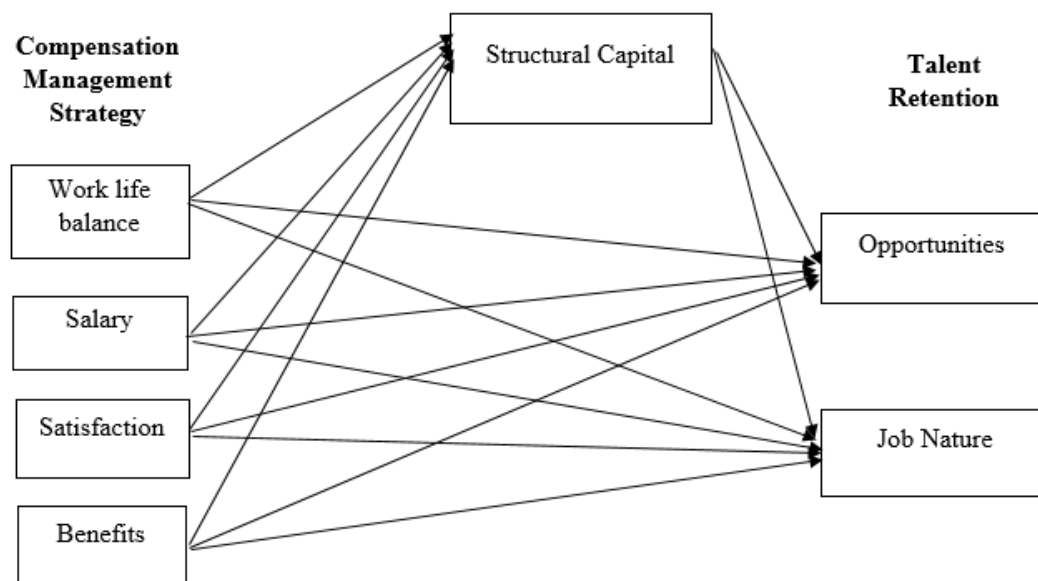 Compensation
Management
Strategy
Structural Capital
Talent
Retention
Work life
balance
Opportunities
Salary
Satisfaction
Job Nature
Benefits